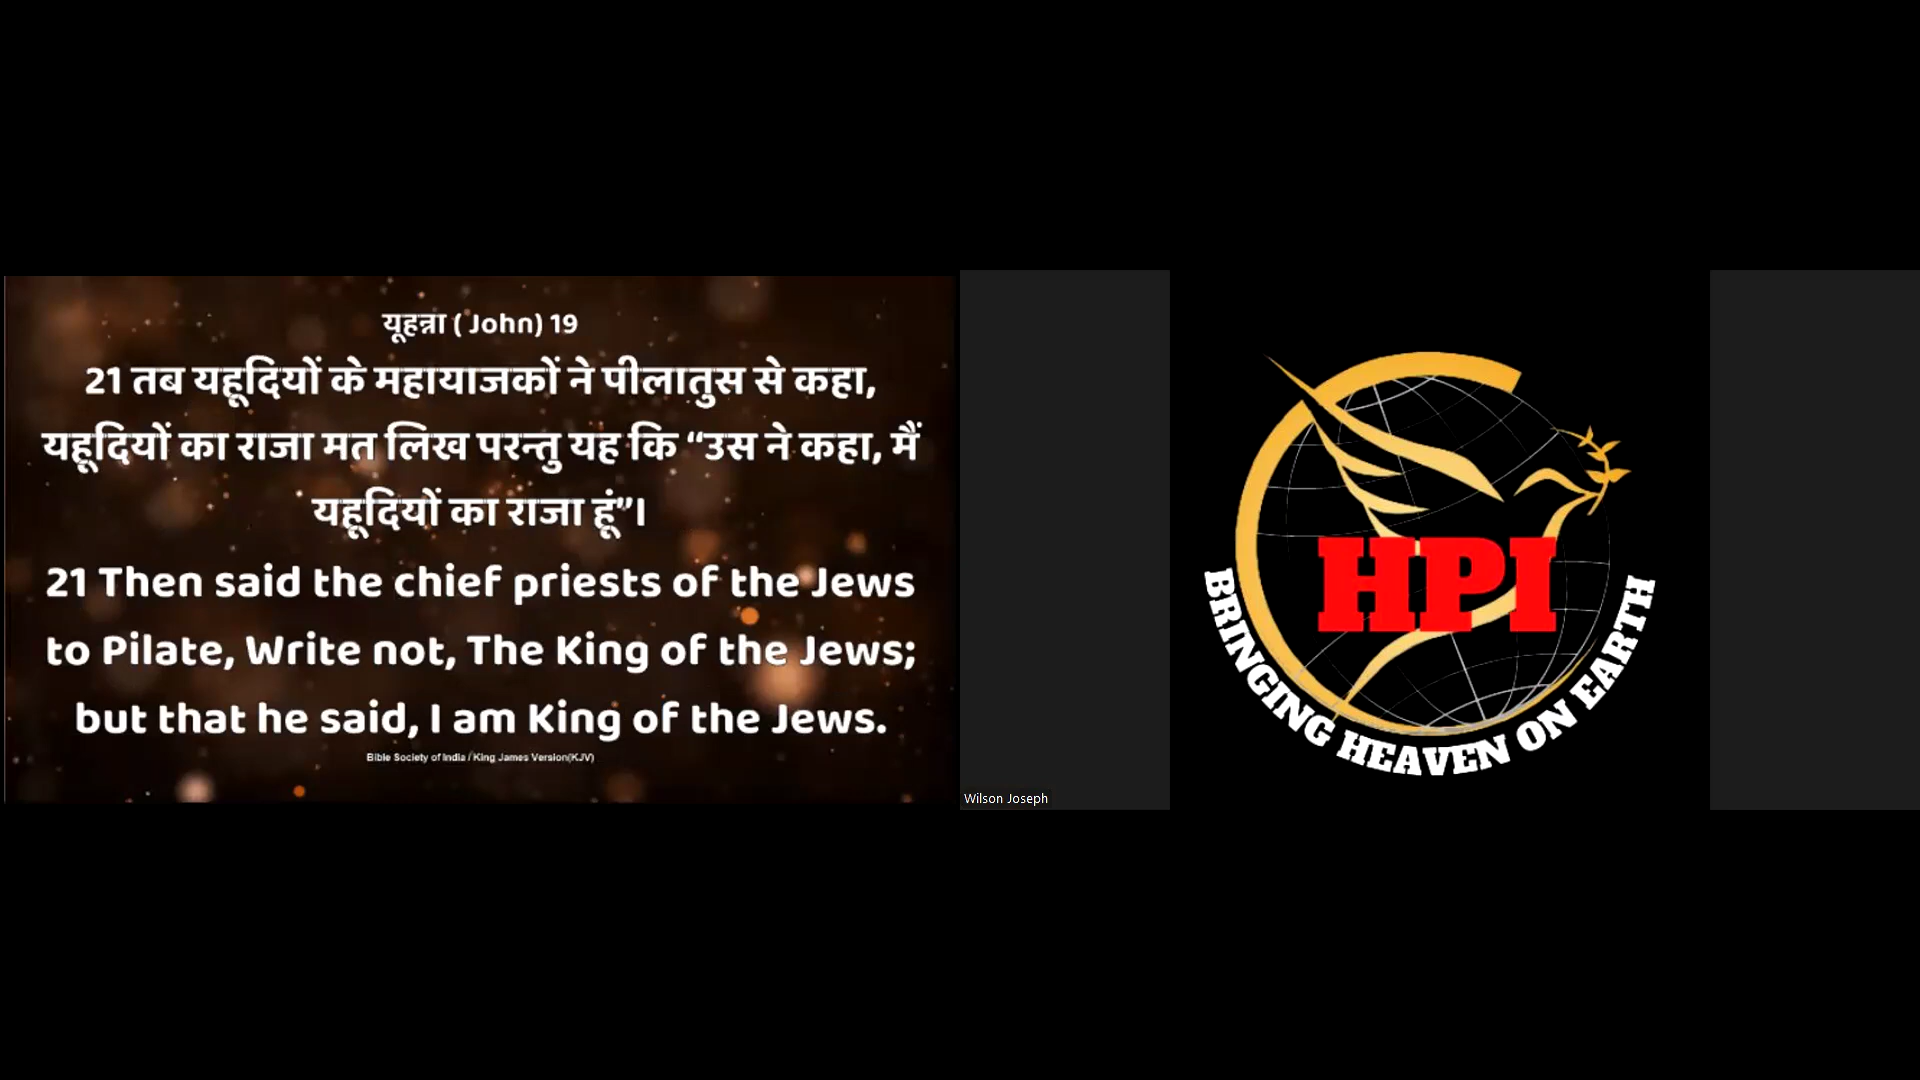 यूहन्ना ( John) 19
21 तब यहूदियों के महायाजकों ने पीलातुस से कहा,
यहूदियों का राजा मत लिख परन्तु यह कि “उस ने कहा, मैं
यहूदियों का राजा हूं”।
21 Then said the chief priests of the Jews
to Pilate, Write not, The King of the Jews;
but that he said, I am King of the Jews.
Bible Society of India / King James Version(KJV)
Wilson Joseph
HPI
BRINGING HEAVEN ON EARTH